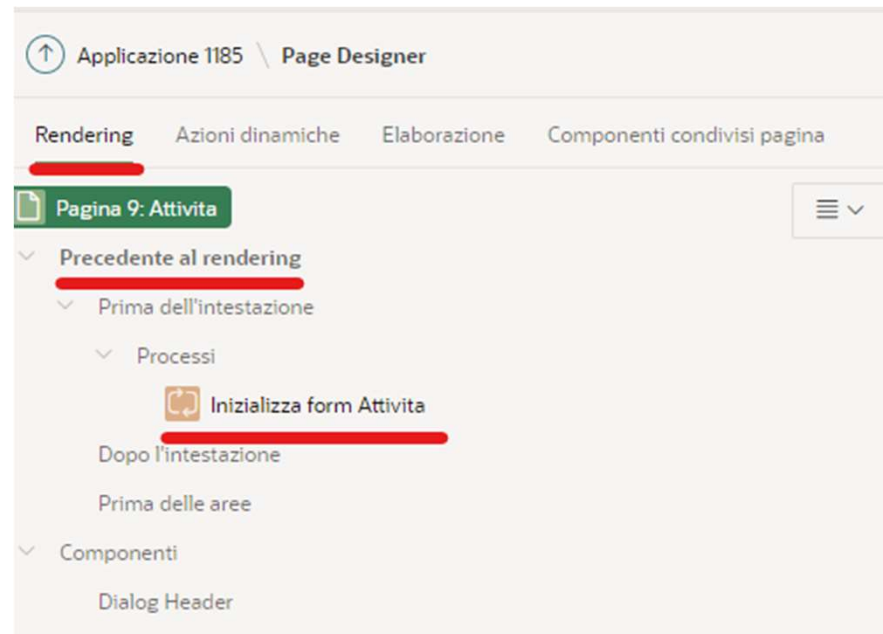 Applicazione 1185 \ Page Designer
Rendering Azioni dinamiche Elaborazione Componenti condivisi pagina
Pagina 9: Attivita
Precedente al rendering
Prima dell'intestazione
Processi
Inizializza form Attivita
Dopo l'intestazione
Prima delle aree
Componenti
Dialog Header